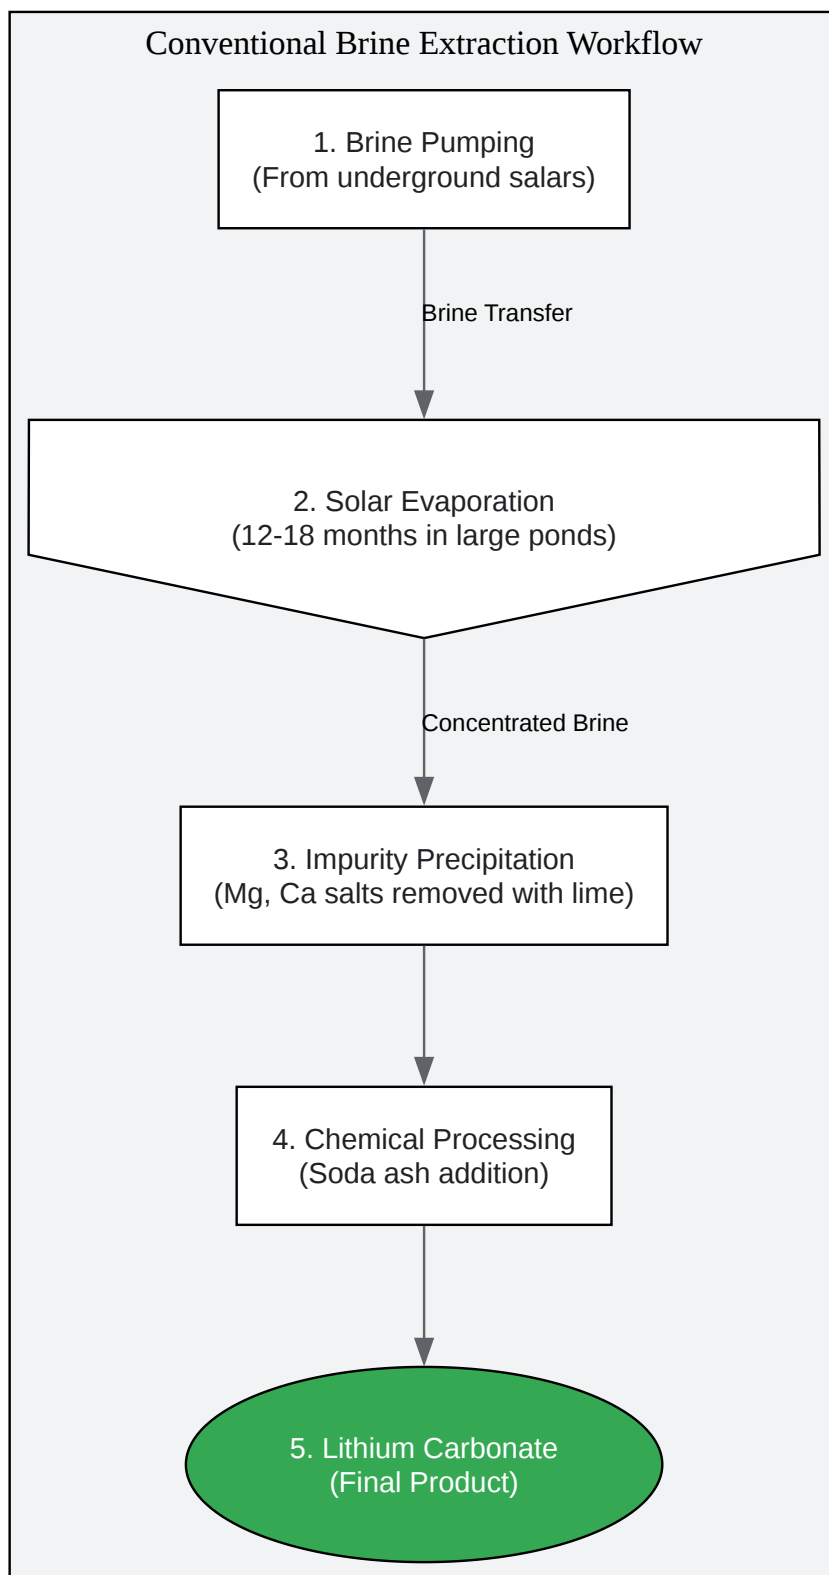 Conventional Brine Extraction Workflow
1. Brine Pumping
(From underground salars)
Brine Transfer
2. Solar Evaporation
(12-18 months in large ponds)
Concentrated Brine
3. Impurity Precipitation
(Mg, Ca salts removed with lime)
4. Chemical Processing
(Soda ash addition)
5. Lithium Carbonate
(Final Product)